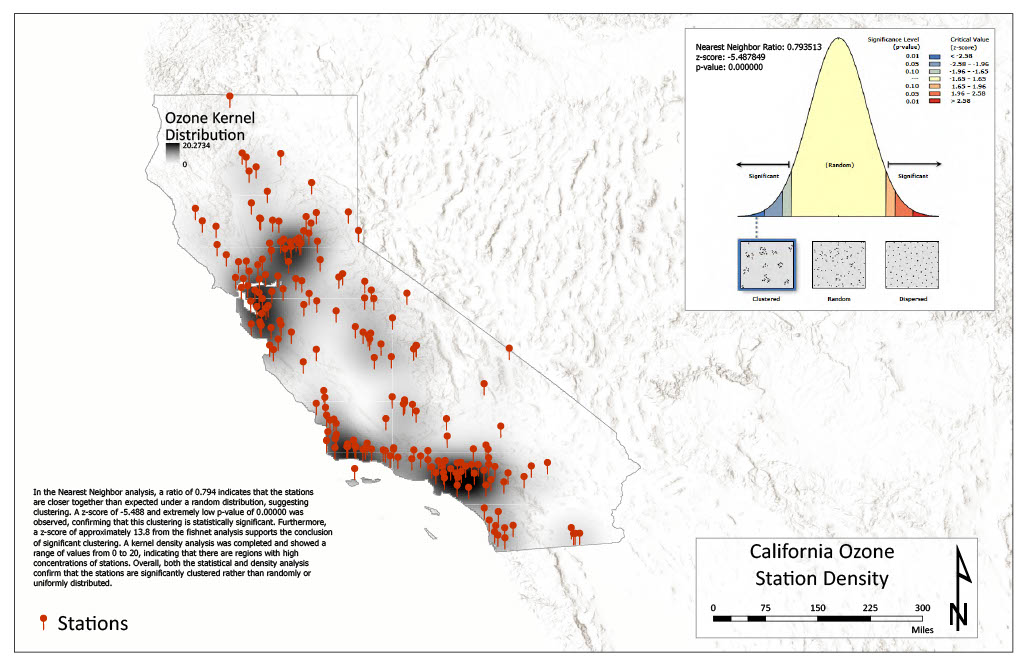 Nearest Neighbor Ratio: 0.793513
z-score: -5.487849
p-value: 0.000000
Significance Level
(p-value)
Critical Value
(z-score)
0.01 < -2.58
0.05 -2.58 - -1.96
0.10 -1.96 - -1.65
— -1.65 - 1.65
0.10 1.65 - 1.96
0.05 1.96 - 2.58
0.01 > 2.58
(Random)
Significant
Significant
Clustered
Random
Dispersed
Ozone Kernel
Distribution
20.2734
0
In the Nearest Neighbor analysis, a ratio of 0.794 indicates that the stations
are closer together than expected under a random distribution, suggesting
clustering. A z-score of -5.488 and extremely low p-value of 0.00000 was
observed, confirming that this clustering is statistically significant. Furthermore,
a z-score of approximately 13.8 from the fishnet analysis supports the conclusion
of significant clustering. A kernel density analysis was completed and showed a
range of values from 0 to 20, indicating that there are regions with high
concentrations of stations. Overall, both the statistical and density analysis
confirm that the stations are significantly clustered rather than randomly or
uniformly distributed.
Stations
California Ozone
Station Density
0 75 150 225 300
Miles
N